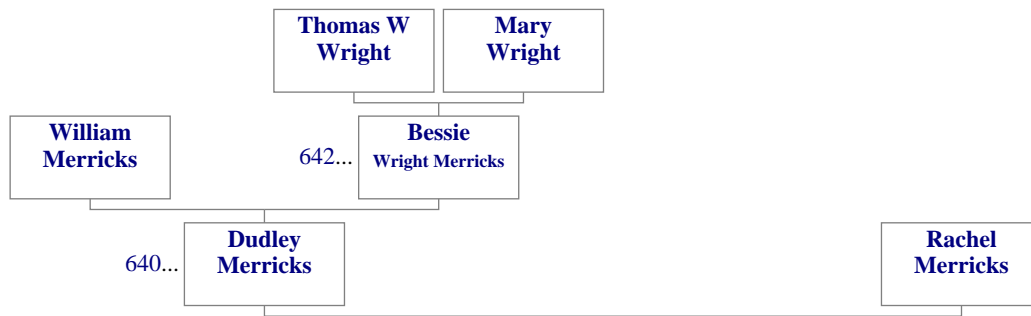 Thomas W
Wright
Mary
Wright
William
Merricks
642...
Bessie
Wright Merricks
640...
Dudley
Merricks
Rachel
Merricks